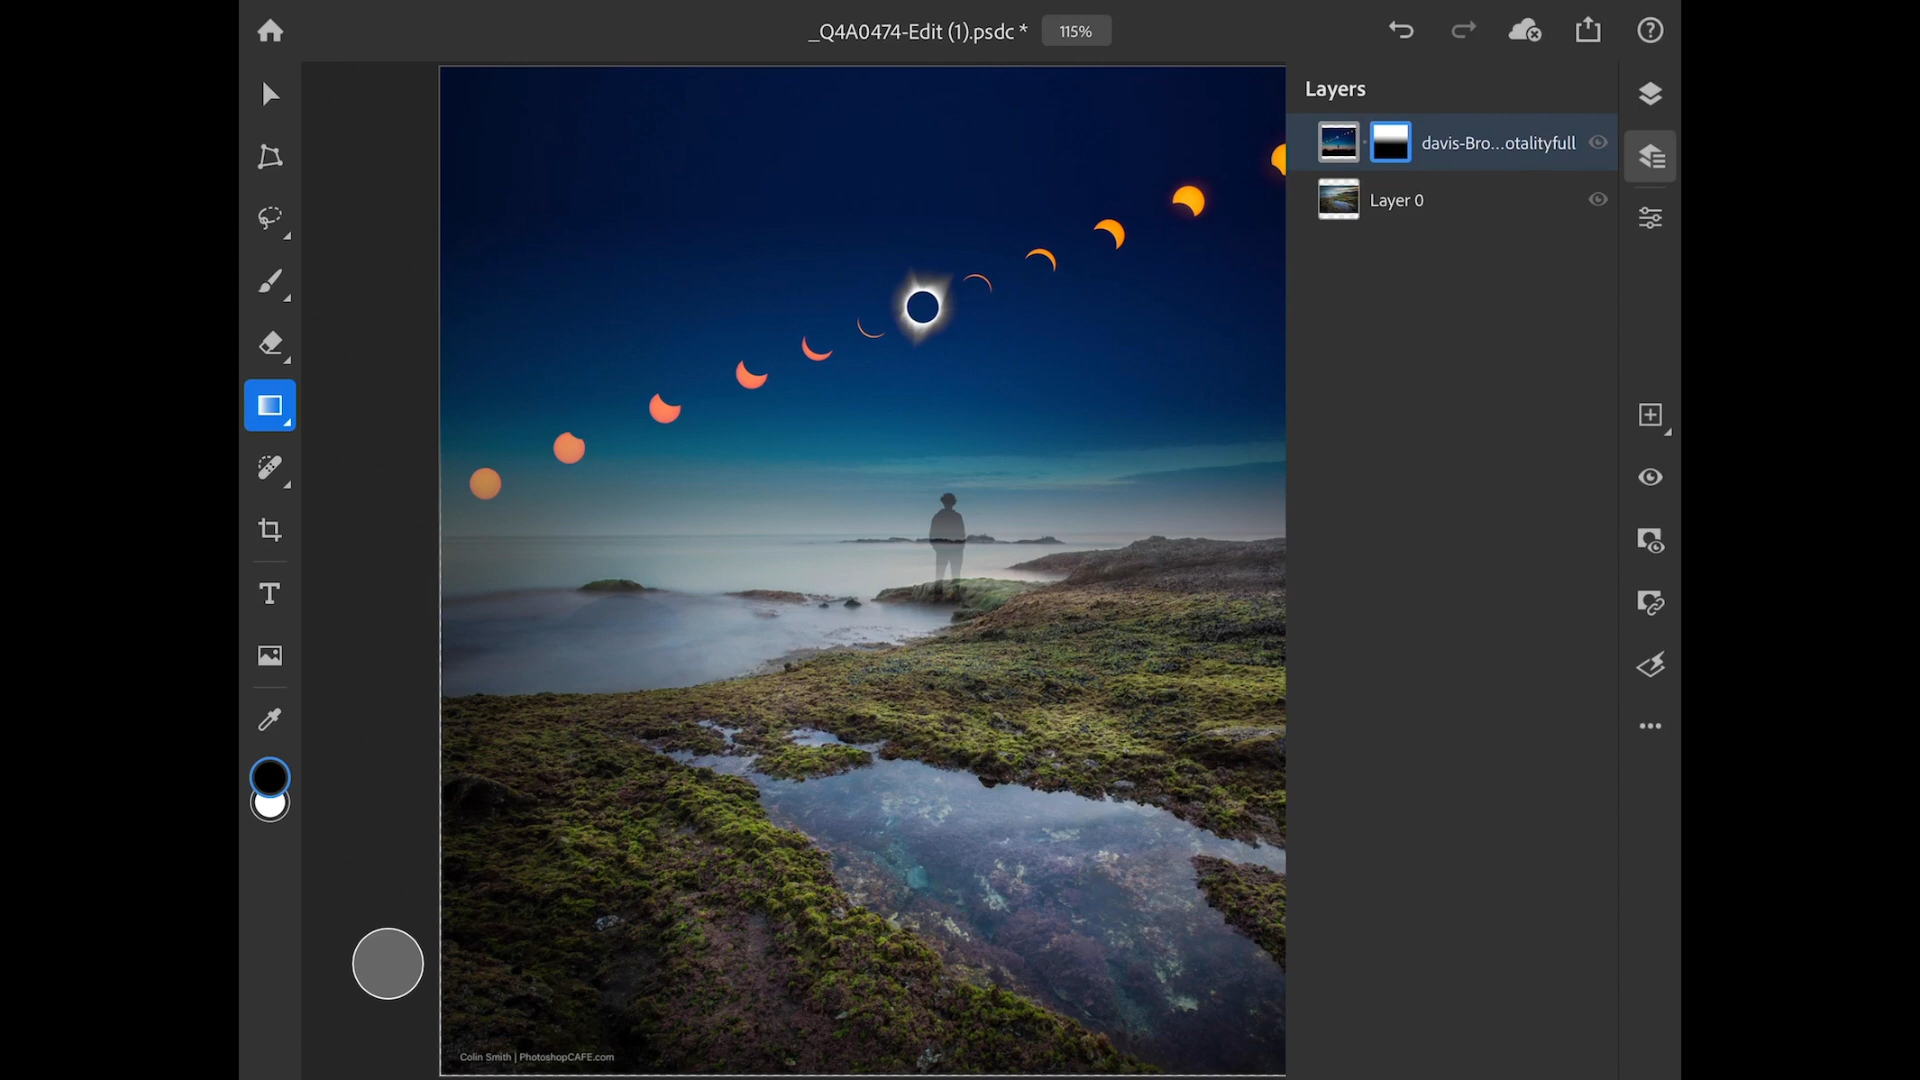 _Q4A0474-Edit (1).psdc *
115%
Layers
davis-Bro...otalityfull
Layer 0
T
Colin Smith | PhotoshopCAFE.com